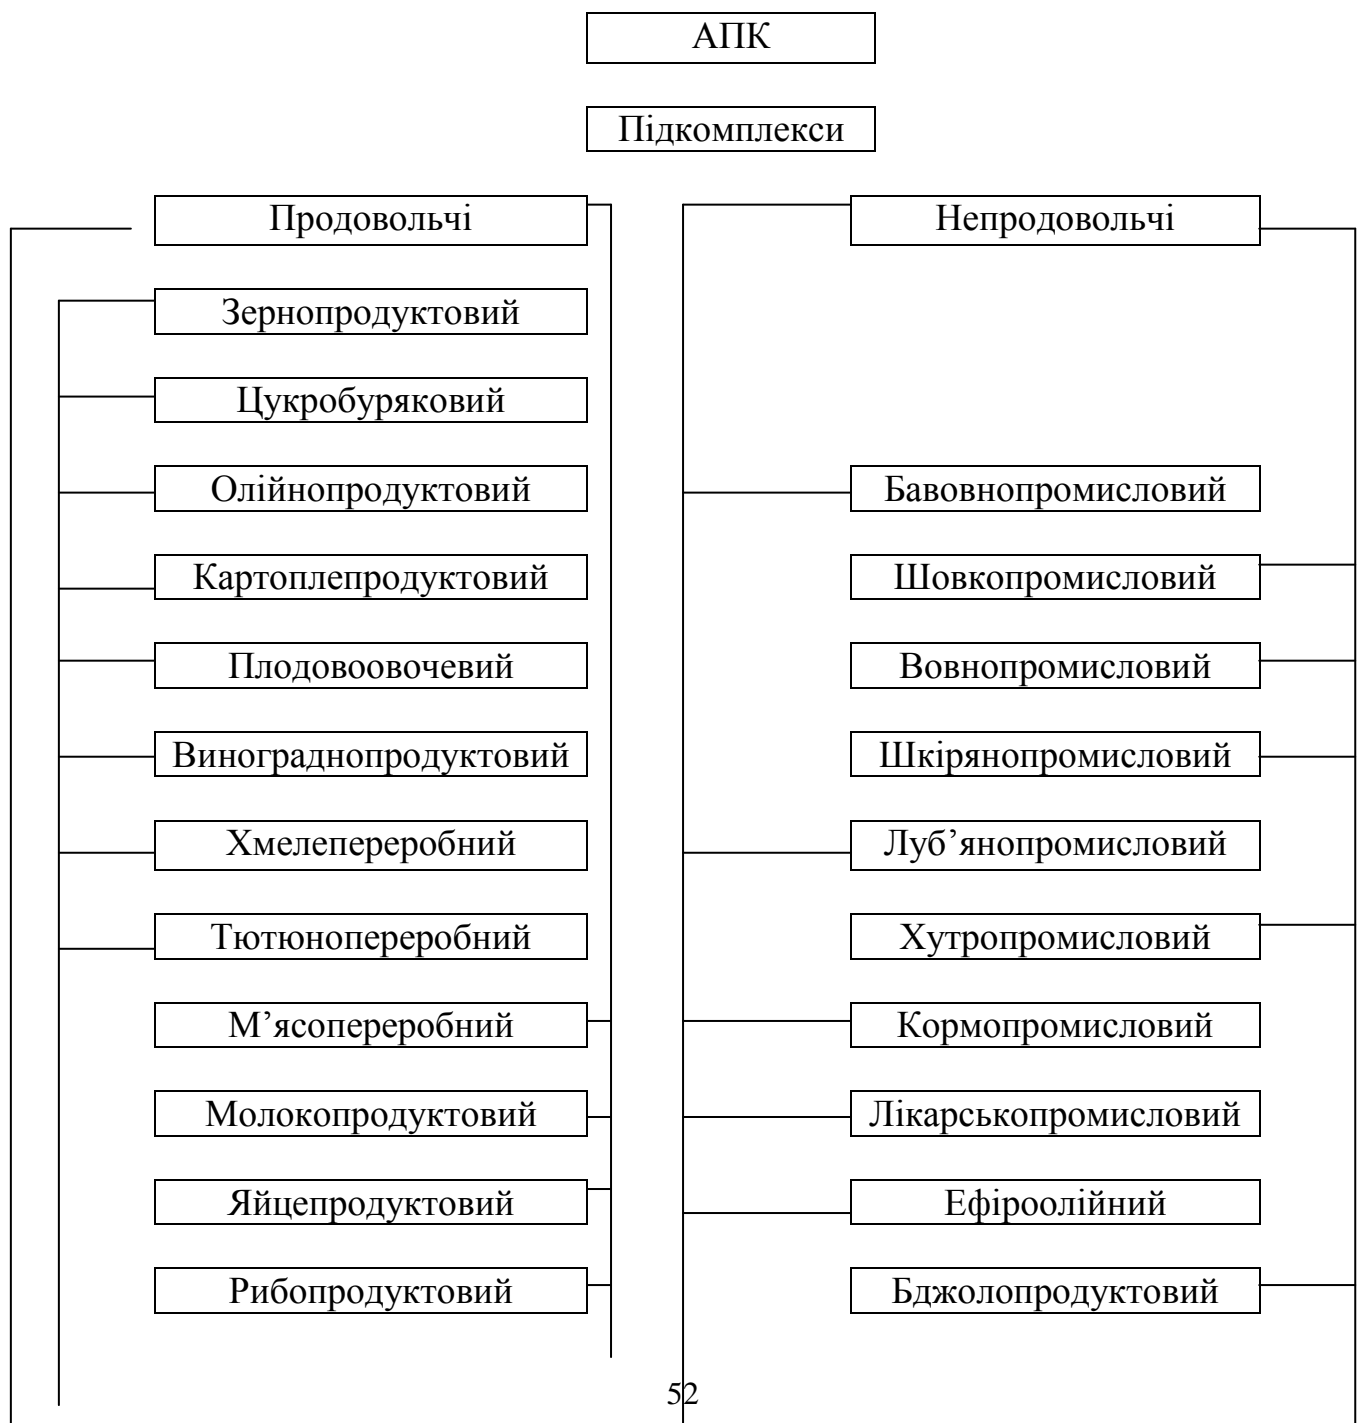 АПК
Підкомплекси
Продовольчі
Непродовольчі
Зернопродуктовий
Цукробуряковий
Олійнопродуктовий
Бавовнопромисловий
Картоплепродуктовий
Шовкопромисловий
Плодовоовочевий
Вовнопромисловий
Винограднопродуктовий
Шкірянопромисловий
Хмелепереробний
Луб’янопромисловий
Тютюнопереробний
Хутропромисловий
М’ясопереробний
Кормопромисловий
Молокопродуктовий
Лікарськопромисловий
Яйцепродуктовий
Ефіроолійний
Рибопродуктовий
Бджолопродуктовий
52